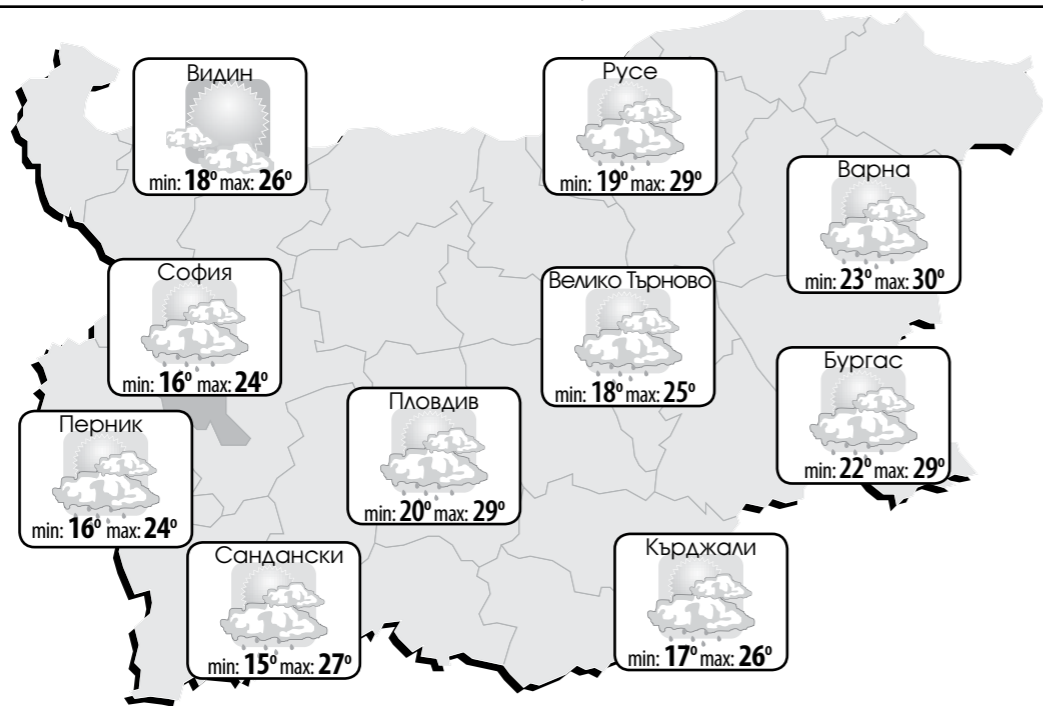 Видин
min: 18° max: 26°
Русе
min: 19° max: 29°
Варна
min: 23° max: 30°
София
min: 16° max: 24°
Велико Търново
min: 18° max: 25°
Бургас
min: 22° max: 29°
Пловдив
min: 20° max: 29°
Перник
min: 16° max: 24°
Сандански
min: 15° max: 27°
Кърджали
min: 17° max: 26°